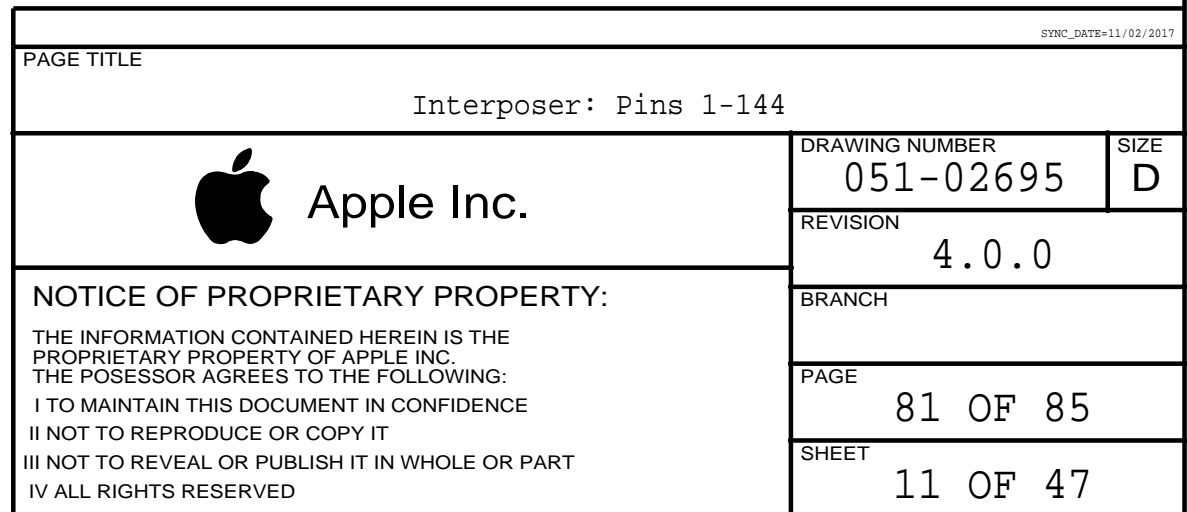 SYNC_DATE=11/02/2017
PAGE TITLE
Interposer: Pins 1-144
Apple Inc.
DRAWING NUMBER
051-02695
SIZE
D
REVISION
4.0.0
NOTICE OF PROPRIETARY PROPERTY:
THE INFORMATION CONTAINED HEREIN IS THE
PROPRIETARY PROPERTY OF APPLE INC.
THE POSESSOR AGREES TO THE FOLLOWING:
I TO MAINTAIN THIS DOCUMENT IN CONFIDENCE
II NOT TO REPRODUCE OR COPY IT
III NOT TO REVEAL OR PUBLISH IT IN WHOLE OR PART
IV ALL RIGHTS RESERVED
BRANCH
PAGE
81 OF 85
SHEET
11 OF 47